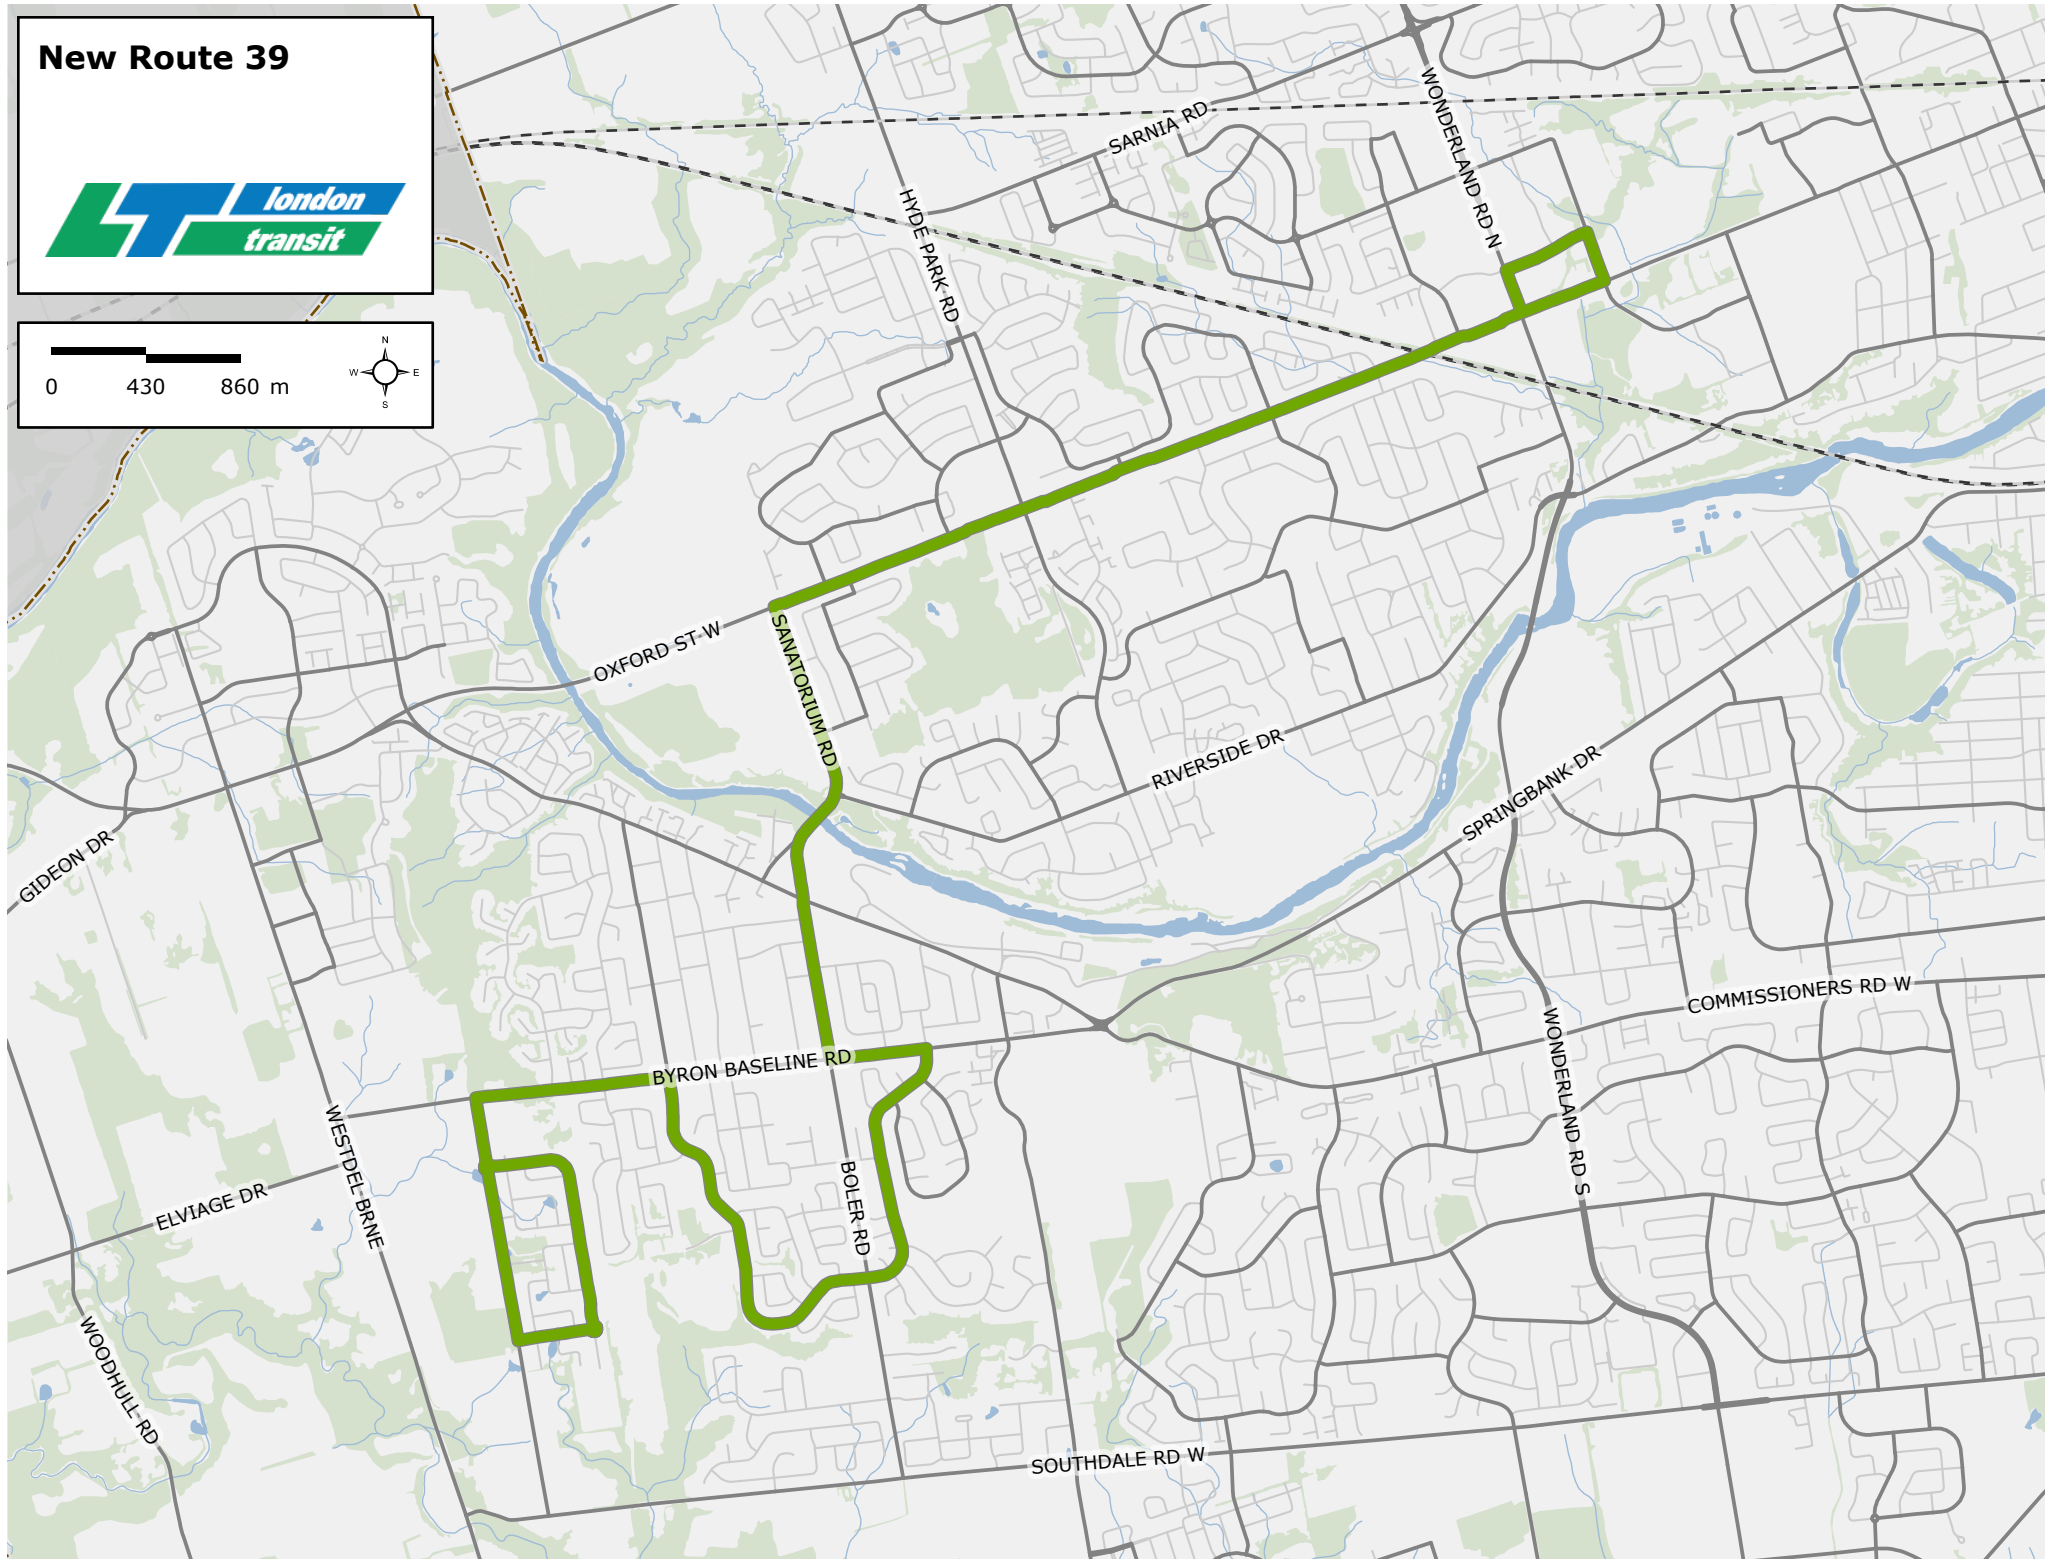 New Route 39
london
transit
N
W E
S
0 430 860 m
SARNIA RD
WONDERLAND RD N
HYDE PARK RD
OXFORD ST W
SANATORIUM RD
RIVERSIDE DR
SPRINGBANK DR
GIDEON DR
COMMISSIONERS RD W
BYRON BASELINE RD
WONDERLAND RD S
WESTDEL BRNE
ELVIAGE DR
BOLER RD
WOODHULL RD
SOUTHDALE RD W